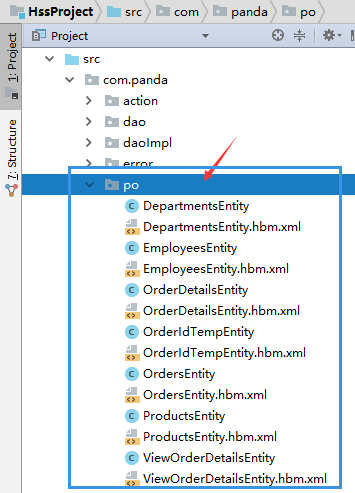 HssProject src com panda po
1: Project
7: Structure
Project
src
com.panda
action
dao
daoImpl
error
po
DepartmentsEntity
DepartmentsEntity.hbm.xml
EmployeesEntity
EmployeesEntity.hbm.xml
OrderDetailsEntity
OrderDetailsEntity.hbm.xml
OrderIdTempEntity
OrderIdTempEntity.hbm.xml
OrdersEntity
OrdersEntity.hbm.xml
ProductsEntity
ProductsEntity.hbm.xml
ViewOrderDetailsEntity
ViewOrderDetailsEntity.hbm.xml